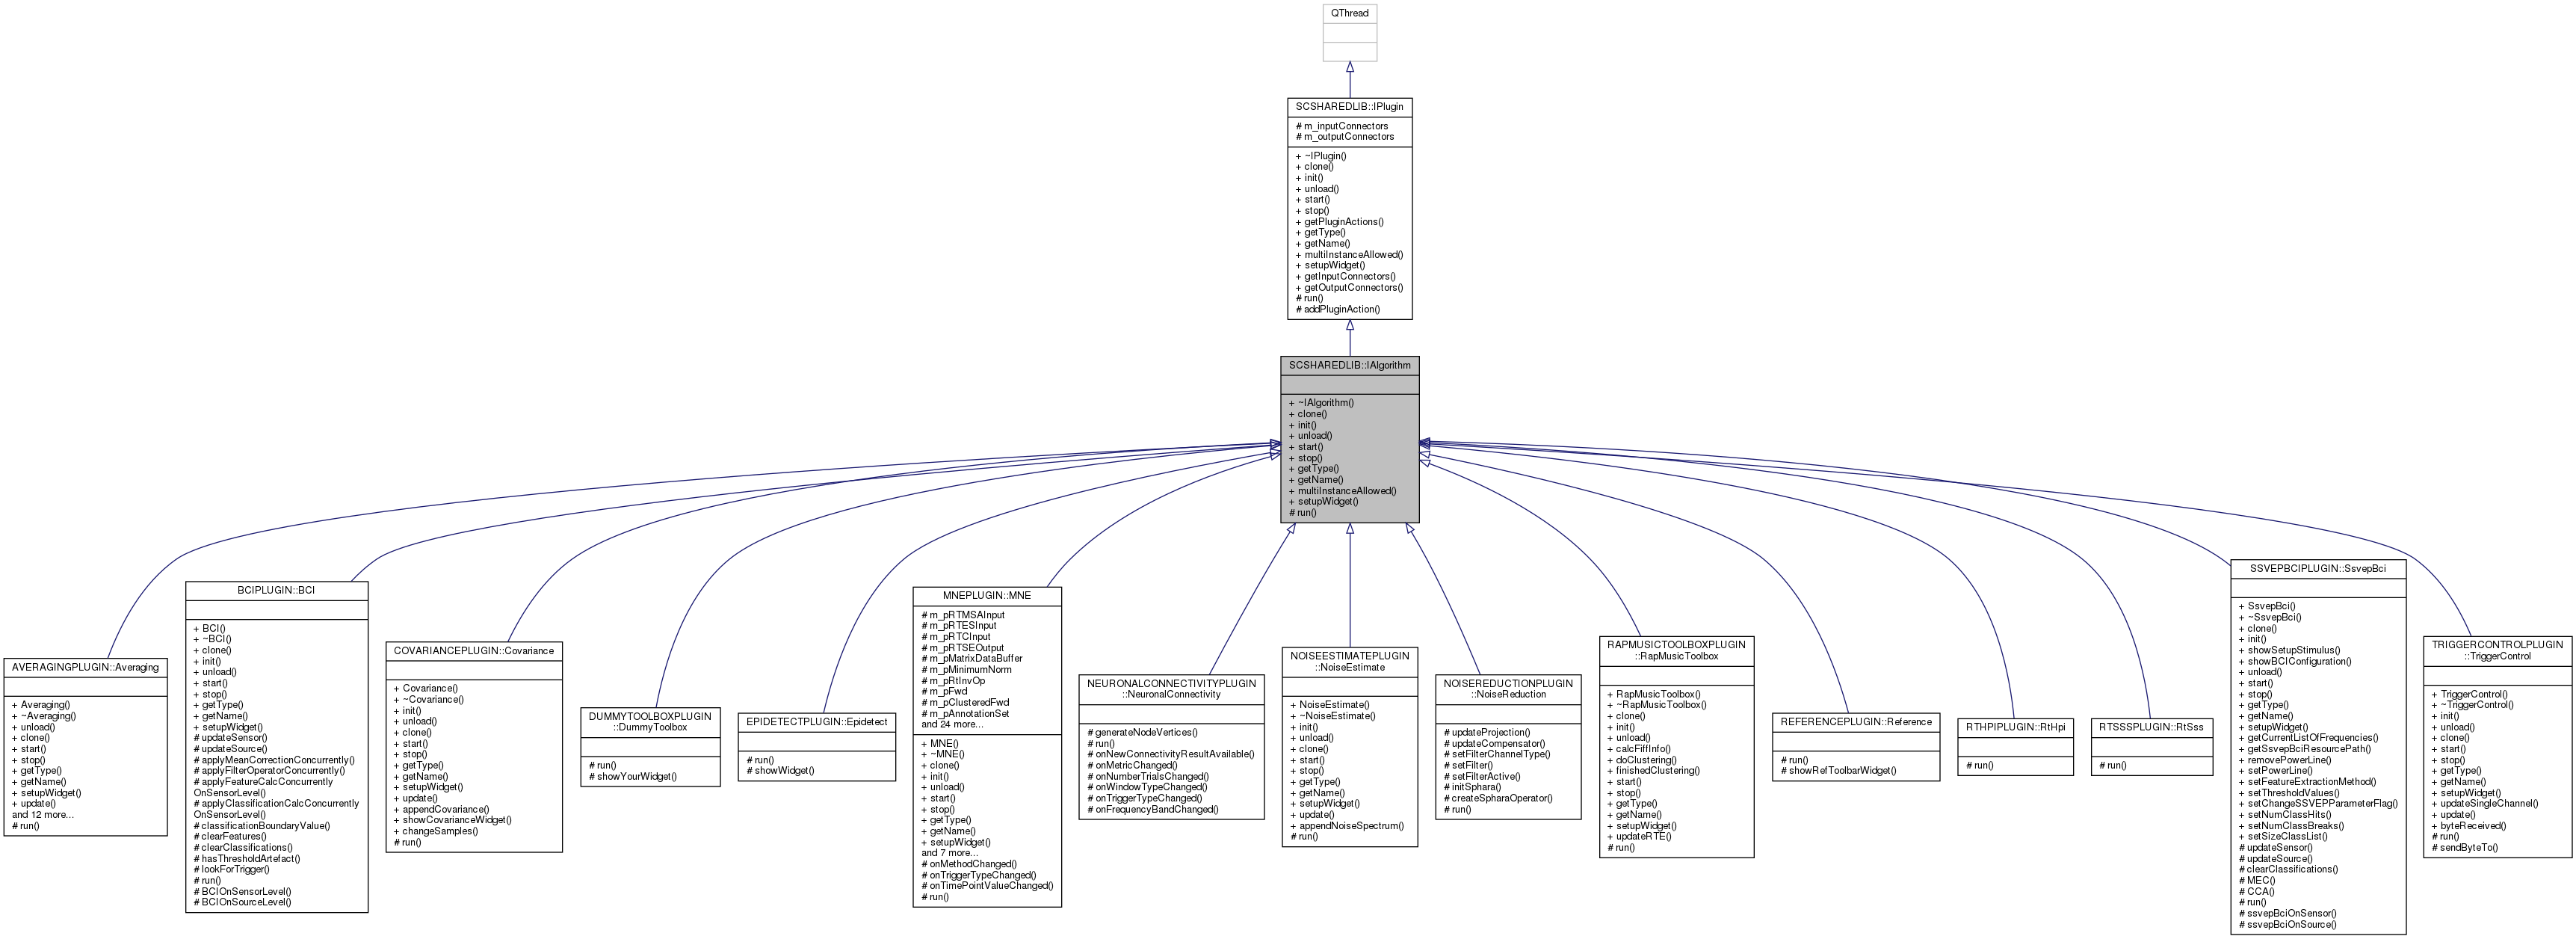 QThread
SCSHAREDLIB::IPlugin
# m_inputConnectors
# m_outputConnectors
+ ~IPlugin()
+ clone()
+ init()
+ unload()
+ start()
+ stop()
+ getPluginActions()
+ getType()
+ getName()
+ multiInstanceAllowed()
+ setupWidget()
+ getInputConnectors()
+ getOutputConnectors()
# run()
# addPluginAction()
SCSHAREDLIB::IAlgorithm
+ ~IAlgorithm()
+ clone()
+ init()
+ unload()
+ start()
+ stop()
+ getType()
+ getName()
+ multiInstanceAllowed()
+ setupWidget()
# run()
AVERAGINGPLUGIN::Averaging
+ Averaging()
+ ~Averaging()
+ unload()
+ clone()
+ start()
+ stop()
+ getType()
+ getName()
+ setupWidget()
+ update()
and 12 more...
# run()
BCIPLUGIN::BCI
+ BCI()
+ ~BCI()
+ clone()
+ init()
+ unload()
+ start()
+ stop()
+ getType()
+ getName()
+ setupWidget()
# updateSensor()
# updateSource()
# applyMeanCorrectionConcurrently()
# applyFilterOperatorConcurrently()
# applyFeatureCalcConcurrently
OnSensorLevel()
# applyClassificationCalcConcurrently
OnSensorLevel()
# classificationBoundaryValue()
# clearFeatures()
# clearClassifications()
# hasThresholdArtefact()
# lookForTrigger()
# run()
# BCIOnSensorLevel()
# BCIOnSourceLevel()
COVARIANCEPLUGIN::Covariance
+ Covariance()
+ ~Covariance()
+ init()
+ unload()
+ clone()
+ start()
+ stop()
+ getType()
+ getName()
+ setupWidget()
+ update()
+ appendCovariance()
+ showCovarianceWidget()
+ changeSamples()
# run()
DUMMYTOOLBOXPLUGIN
::DummyToolbox
# run()
# showYourWidget()
EPIDETECTPLUGIN::Epidetect
# run()
# showWidget()
MNEPLUGIN::MNE
# m_pRTMSAInput
# m_pRTESInput
# m_pRTCInput
# m_pRTSEOutput
# m_pMatrixDataBuffer
# m_pMinimumNorm
# m_pRtInvOp
# m_pFwd
# m_pClusteredFwd
# m_pAnnotationSet
and 24 more...
+ MNE()
+ ~MNE()
+ clone()
+ init()
+ unload()
+ start()
+ stop()
+ getType()
+ getName()
+ setupWidget()
and 7 more...
# onMethodChanged()
# onTriggerTypeChanged()
# onTimePointValueChanged()
# run()
NEURONALCONNECTIVITYPLUGIN
::NeuronalConnectivity
# generateNodeVertices()
# run()
# onNewConnectivityResultAvailable()
# onMetricChanged()
# onNumberTrialsChanged()
# onWindowTypeChanged()
# onTriggerTypeChanged()
# onFrequencyBandChanged()
NOISEESTIMATEPLUGIN
::NoiseEstimate
+ NoiseEstimate()
+ ~NoiseEstimate()
+ init()
+ unload()
+ clone()
+ start()
+ stop()
+ getType()
+ getName()
+ setupWidget()
+ update()
+ appendNoiseSpectrum()
# run()
NOISEREDUCTIONPLUGIN
::NoiseReduction
# updateProjection()
# updateCompensator()
# setFilterChannelType()
# setFilter()
# setFilterActive()
# initSphara()
# createSpharaOperator()
# run()
RAPMUSICTOOLBOXPLUGIN
::RapMusicToolbox
+ RapMusicToolbox()
+ ~RapMusicToolbox()
+ clone()
+ init()
+ unload()
+ calcFiffInfo()
+ doClustering()
+ finishedClustering()
+ start()
+ stop()
+ getType()
+ getName()
+ setupWidget()
+ updateRTE()
# run()
REFERENCEPLUGIN::Reference
# run()
# showRefToolbarWidget()
RTHPIPLUGIN::RtHpi
# run()
RTSSSPLUGIN::RtSss
# run()
SSVEPBCIPLUGIN::SsvepBci
+ SsvepBci()
+ ~SsvepBci()
+ clone()
+ init()
+ showSetupStimulus()
+ showBCIConfiguration()
+ unload()
+ start()
+ stop()
+ getType()
+ getName()
+ setupWidget()
+ getCurrentListOfFrequencies()
+ getSsvepBciResourcePath()
+ removePowerLine()
+ setPowerLine()
+ setFeatureExtractionMethod()
+ setThresholdValues()
+ setChangeSSVEPParameterFlag()
+ setNumClassHits()
+ setNumClassBreaks()
+ setSizeClassList()
# updateSensor()
# updateSource()
# clearClassifications()
# MEC()
# CCA()
# run()
# ssvepBciOnSensor()
# ssvepBciOnSource()
TRIGGERCONTROLPLUGIN
::TriggerControl
+ TriggerControl()
+ ~TriggerControl()
+ init()
+ unload()
+ clone()
+ start()
+ stop()
+ getType()
+ getName()
+ setupWidget()
+ updateSingleChannel()
+ update()
+ byteReceived()
# run()
# sendByteTo()